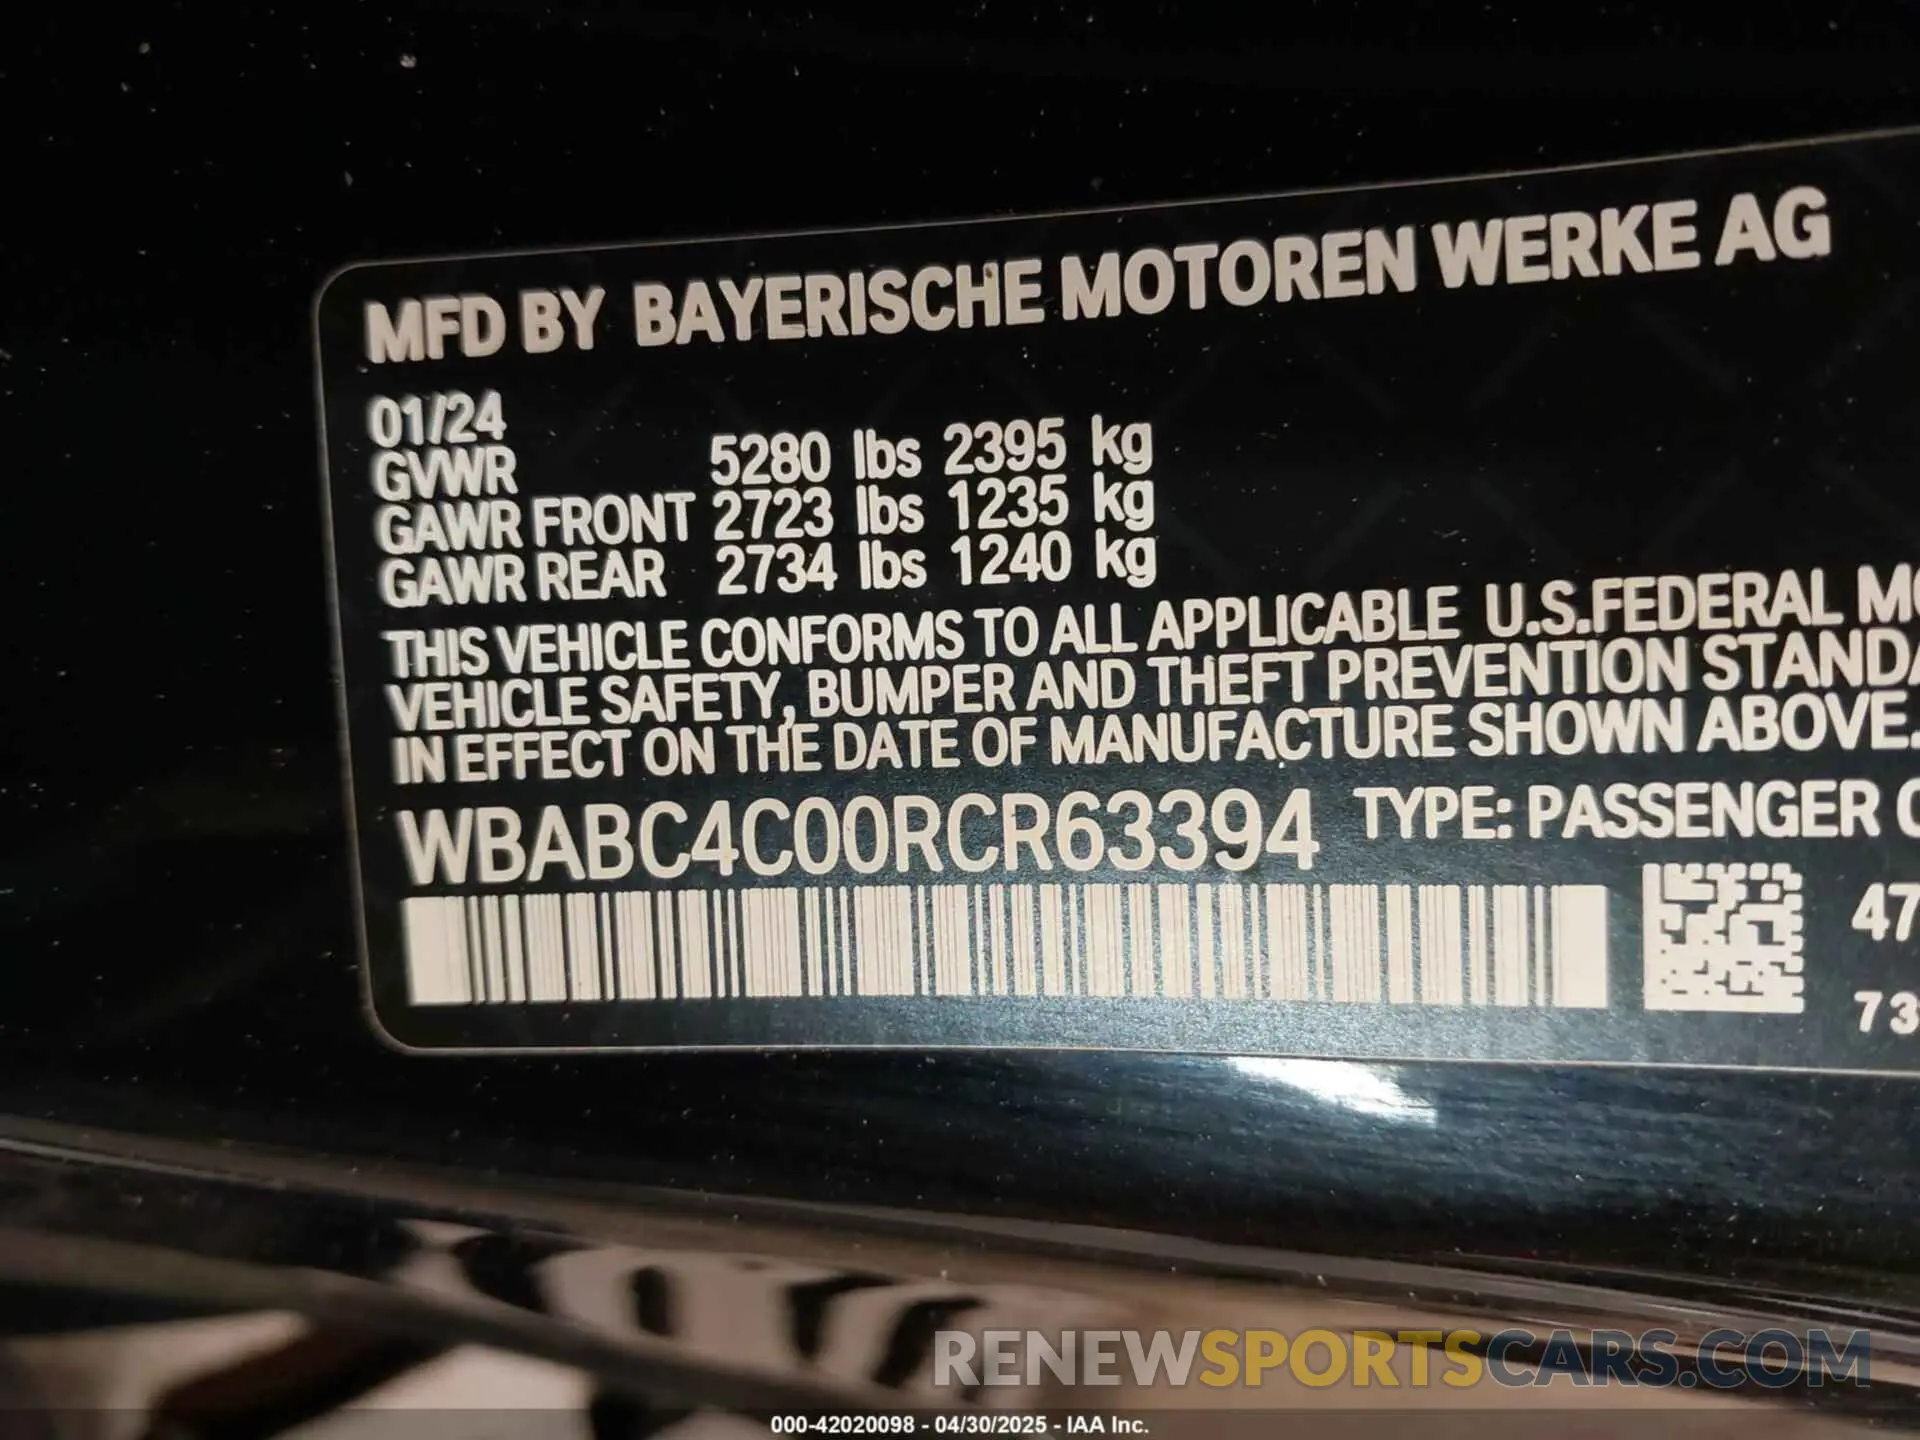 MFD BY BAYERISCHE MOTOREN WERKE AG
01/24
GVWR 5280 lbs 2395 kg
GAWR FRONT 2723 lbs 1235 kg
GAWR REAR 2734 lbs 1240 kg
THIS VEHICLE CONFORMS TO ALL APPLICABLE U.S.FEDERAL
VEHICLE SAFETY, BUMPER AND THEFT PREVENTION
IN EFFECT ON THE DATE OF MANUFACTURE SHOWN ABOVE.
WBABC4C00RCR63394 TYPE: PASSENGER
47
73
RENEWSPORTSCARS.COM
000-42020098 - 04/30/2025 - IAA Inc.